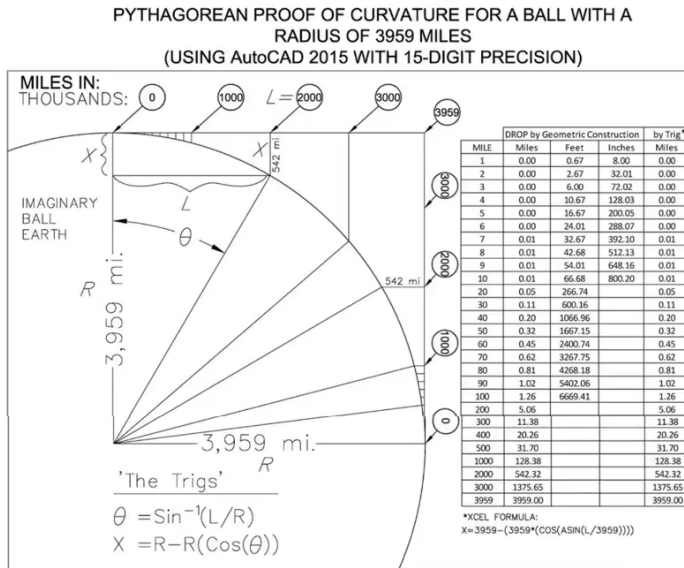 PYTHAGOREAN PROOF OF CURVATURE FOR A BALL WITH A
RADIUS OF 3959 MILES
(USING AutoCAD 2015 WITH 15-DIGIT PRECISION)
MILES IN:
THOUSANDS: 0 1000 L= 2000 3000 3959
X
X
542 mi
L
IMAGINARY
BALL
EARTH
θ
R
3,959 mi.
3000
2000
542 mi
1000
0
3,959 mi.
R
'The Trigs'
θ =Sin⁻¹(L/R)
X =R−R(Cos(θ))
DROP by Geometric Construction by Trig*
MILE Miles Feet Inches Miles
1 0.00 0.67 8.00 0.00
2 0.00 2.67 32.01 0.00
3 0.00 6.00 72.02 0.00
4 0.00 10.67 128.03 0.00
5 0.00 16.67 200.05 0.00
6 0.00 24.01 288.07 0.00
7 0.01 32.67 392.10 0.01
8 0.01 42.68 512.13 0.01
9 0.01 54.01 648.16 0.01
10 0.01 66.68 800.20 0.01
20 0.05 266.74 0.05
30 0.11 600.16 0.11
40 0.20 1066.96 0.20
50 0.32 1667.15 0.32
60 0.45 2400.74 0.45
70 0.62 3267.75 0.62
80 0.81 4268.18 0.81
90 1.02 5402.06 1.02
100 1.26 6669.41 1.26
200 5.06 5.06
300 11.38 11.38
400 20.26 20.26
500 31.70 31.70
1000 128.38 128.38
2000 542.32 542.32
3000 1375.65 1375.65
3959 3959.00 3959.00
*XCEL FORMULA:
X=3959−(3959*(COS(ASIN(L/3959))))